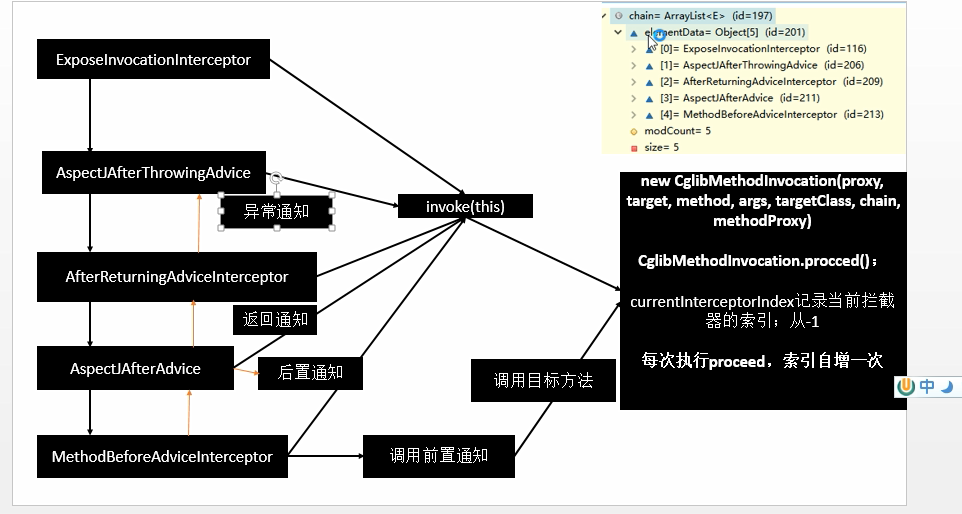 chain= ArrayList<E> (id=197)
elementData= Object[5] (id=201)
[0]= ExposeInvocationInterceptor (id=116)
[1]= AspectJAfterThrowingAdvice (id=206)
[2]= AfterReturningAdviceInterceptor (id=209)
[3]= AspectJAfterAdvice (id=211)
[4]= MethodBeforeAdviceInterceptor (id=213)
modCount= 5
size= 5
ExposeInvocationInterceptor
AspectJAfterThrowingAdvice
异常通知
invoke(this)
AfterReturningAdviceInterceptor
返回通知
AspectJAfterAdvice
后置通知
调用目标方法
MethodBeforeAdviceInterceptor
调用前置通知
new CglibMethodInvocation(proxy,
target, method, args, targetClass, chain,
methodProxy)
CglibMethodInvocation.procced()；
currentInterceptorIndex记录当前拦截
器的索引；从-1
每次执行proceed，索引自增一次
中